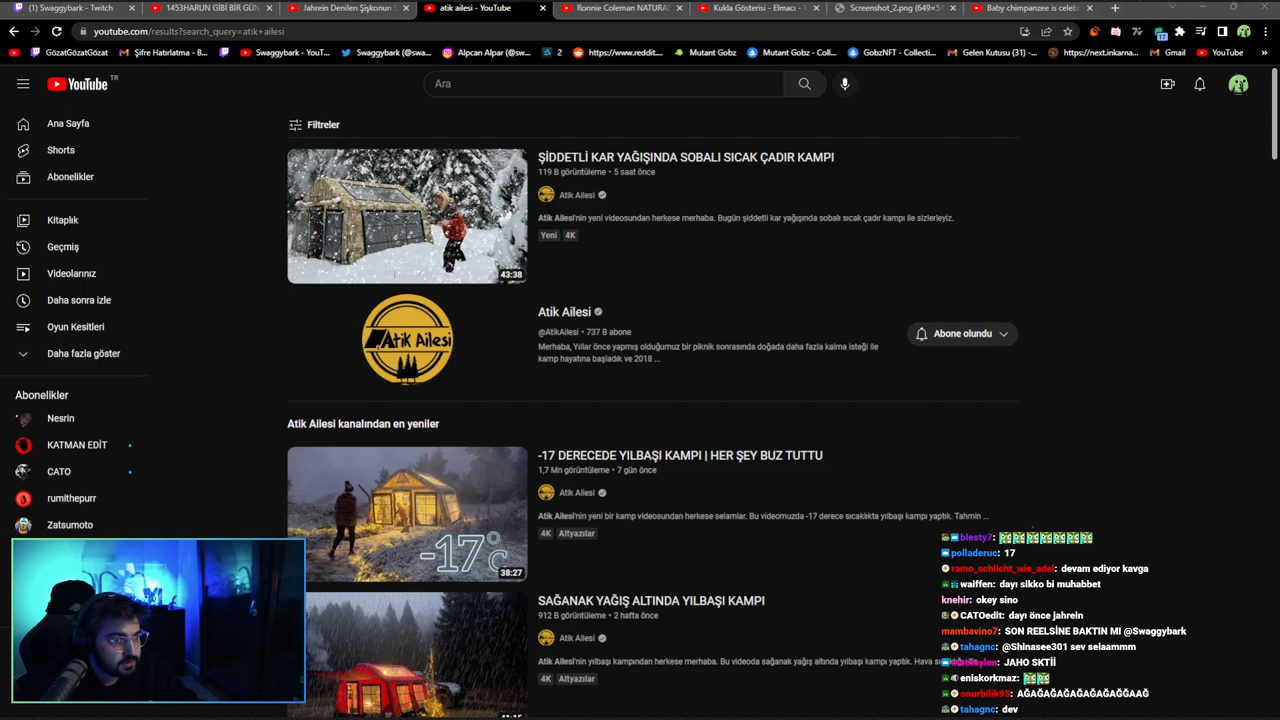 (1) Swaggybark - Twitch
1453HARUN GİBİ BİR GÜN
Jahrein Denilen Şişkonun S
atik ailesi - YouTube
Ronnie Coleman NATURAL
Kukla Gösterisi - Elmacı - Y
Screenshot_2.png (649×51
Baby chimpanzee is celeb
youtube.com/results?search_query=atik+ailesi
GözatGözatGözat
Şifre Hatırlatma - B...
Swaggybark - YouT...
Swaggybark (@sw...
Alpcan Alpar (@sw...
2
https://www.reddit...
Mutant Gobz
Mutant Gobz - Coll...
GobzNFT - Collecti...
Gelen Kutusu (31) -...
https://next.inkarna...
Gmail
YouTube
»
YouTube TR
Ara
Ana Sayfa
Shorts
Abonelikler
Kitaplık
Geçmiş
Videolarınız
Daha sonra izle
Oyun Kesitleri
Daha fazla göster
Abonelikler
Nesrin
KATMAN EDİT
CATO
rumithepurr
Zatsumoto
Filtreler
ŞİDDETLİ KAR YAĞIŞINDA SOBALI SICAK ÇADIR KAMPI
119 B görüntüleme • 5 saat önce
Atik Ailesi
Atik Ailesi'nin yeni videosundan herkese merhaba. Bugün şiddetli kar yağışında sobalı sıcak çadır kampı ile sizlerleyiz.
Yeni 4K
43:38
Atik Ailesi
Atik Ailesi
@AtikAilesi • 737 B abone
Merhaba, Yıllar önce yapmış olduğumuz bir piknik sonrasında doğada daha fazla kalma isteği ile
kamp hayatına başladık ve 2018 ...
Abone olundu
Atik Ailesi kanalından en yeniler
-17 DERECEDE YILBAŞI KAMPI | HER ŞEY BUZ TUTTU
1,7 Mn görüntüleme • 7 gün önce
Atik Ailesi
Atik Ailesi'nin yeni bir kamp videosundan herkese selamlar. Bu videomuzda -17 derece sıcaklıkta yılbaşı kampı yaptık. Tahmin ...
4K Altyazılar
-17°C
38:27
SAĞANAK YAĞIŞ ALTINDA YILBAŞI KAMPI
912 B görüntüleme • 2 hafta önce
Atik Ailesi
Atik Ailesi'nin yılbaşı kampından herkese merhaba. Bu videoda sağanak yağış altında yılbaşı kampı yaptık. Hava
4K Altyazılar
blesty7:
polladeruc: 17
ramo_schlicht_wie_adel: devam ediyor kavga
waiffen: dayı sikko bi muhabbet
knehir: okey sino
CATOedit: dayı önce jahrein
mambavino7: SON REELSİNE BAKTIN MI @Swaggybark
tahagnc: @Shinasee301 sev selaammm
JAHO SKTİİ
eniskorkmaz:
onurbilik95: AĞAĞAĞAĞAĞAĞAĞĞAAĞ
tahagnc: dev